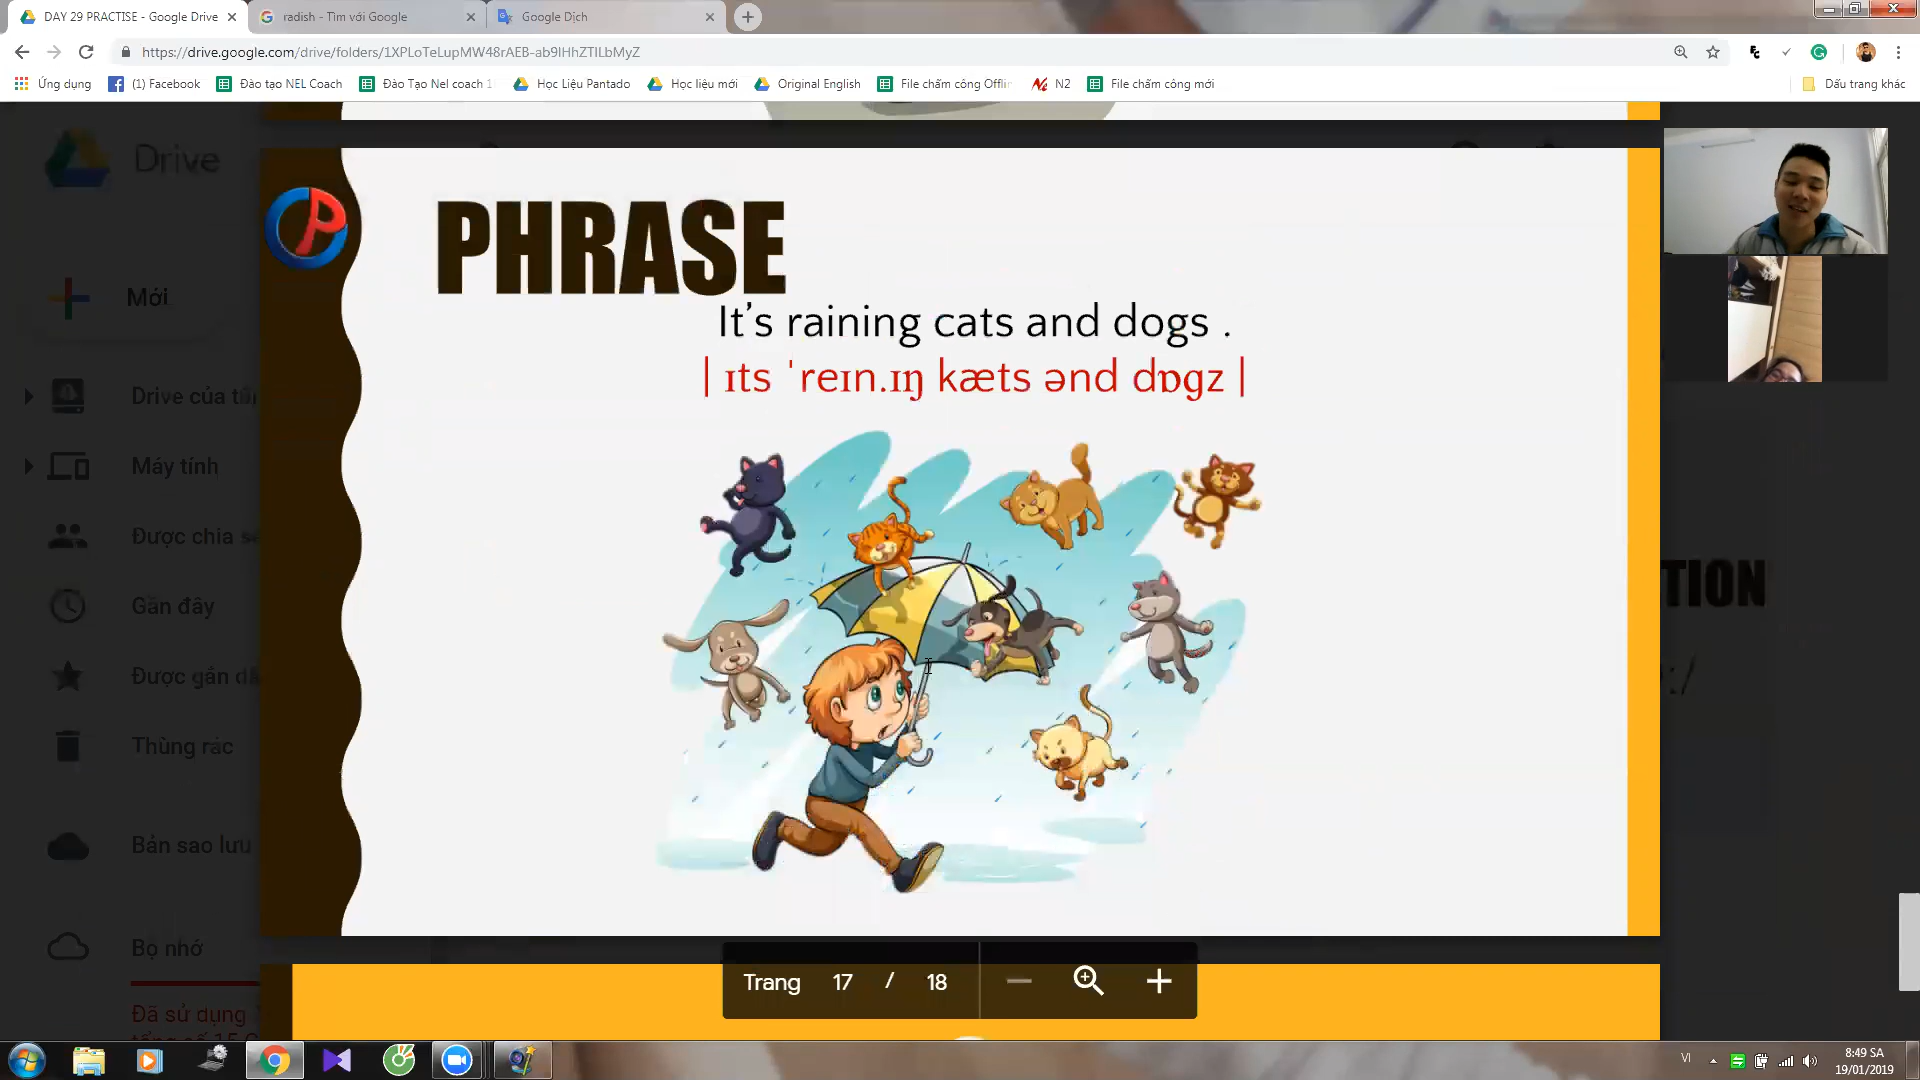 DAY 29 PRACTISE - Google Drive
radish - Tìm với Google
Google Dịch
https://drive.google.com/drive/folders/1XPLoTeLupMW48rAEB-ab9lHhZTlLbMyZ
Ứng dụng
(1) Facebook
Đào tạo NEL Coach
Đào Tạo Nel coach 1
Học Liệu Pantado
Học liệu mới
Original English
File chấm công Offlin
N2
File chấm công mới
Dấu trang khác
Drive
Mới
Drive của tôi
Máy tính
Được chia sẻ
Gần đây
Được gắn dấ
Thùng rác
Bản sao lưu
Bộ nhớ
Đã sử dụng
PHRASE
It’s raining cats and dogs .
| ɪts ˈreɪn.ɪŋ kæts ənd dɒgz |
TION
Trang 17 / 18
VI
8:49 SA
19/01/2019